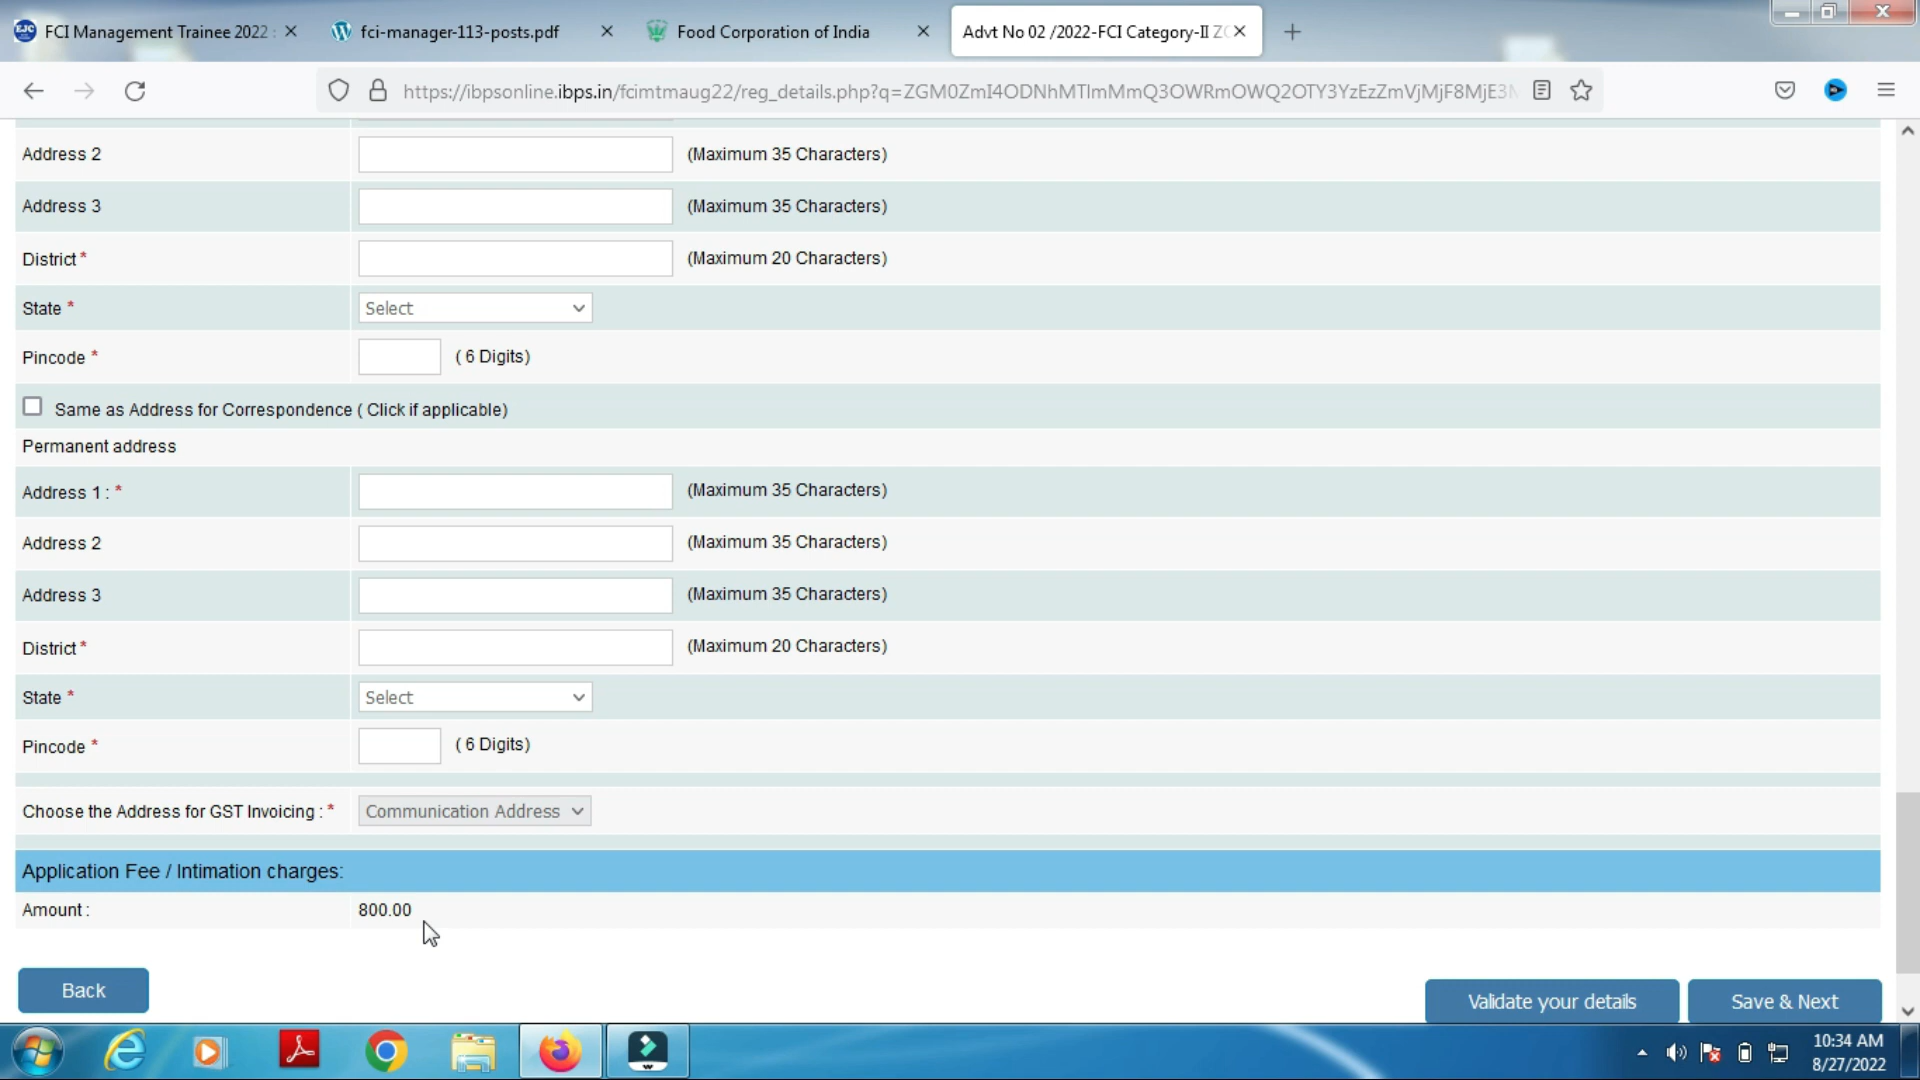 FCI Management Trainee 2022 :
fci-manager-113-posts.pdf
Food Corporation of India
Advt No 02 /2022-FCI Category-II ZO
https://ibpsonline.ibps.in/fcimtmaug22/reg_details.php?q=
Address 2
(Maximum 35 Characters)
Address 3
(Maximum 35 Characters)
District *
(Maximum 20 Characters)
State *
Select
Pincode *
( 6 Digits)
Same as Address for Correspondence ( Click if applicable)
Permanent address
Address 1 : *
(Maximum 35 Characters)
Address 2
(Maximum 35 Characters)
Address 3
(Maximum 35 Characters)
District *
(Maximum 20 Characters)
State *
Select
Pincode *
( 6 Digits)
Choose the Address for GST Invoicing : *
Communication Address
Application Fee / Intimation charges:
Amount :
800.00
Back
Validate your details
Save & Next
10:34 AM
8/27/2022